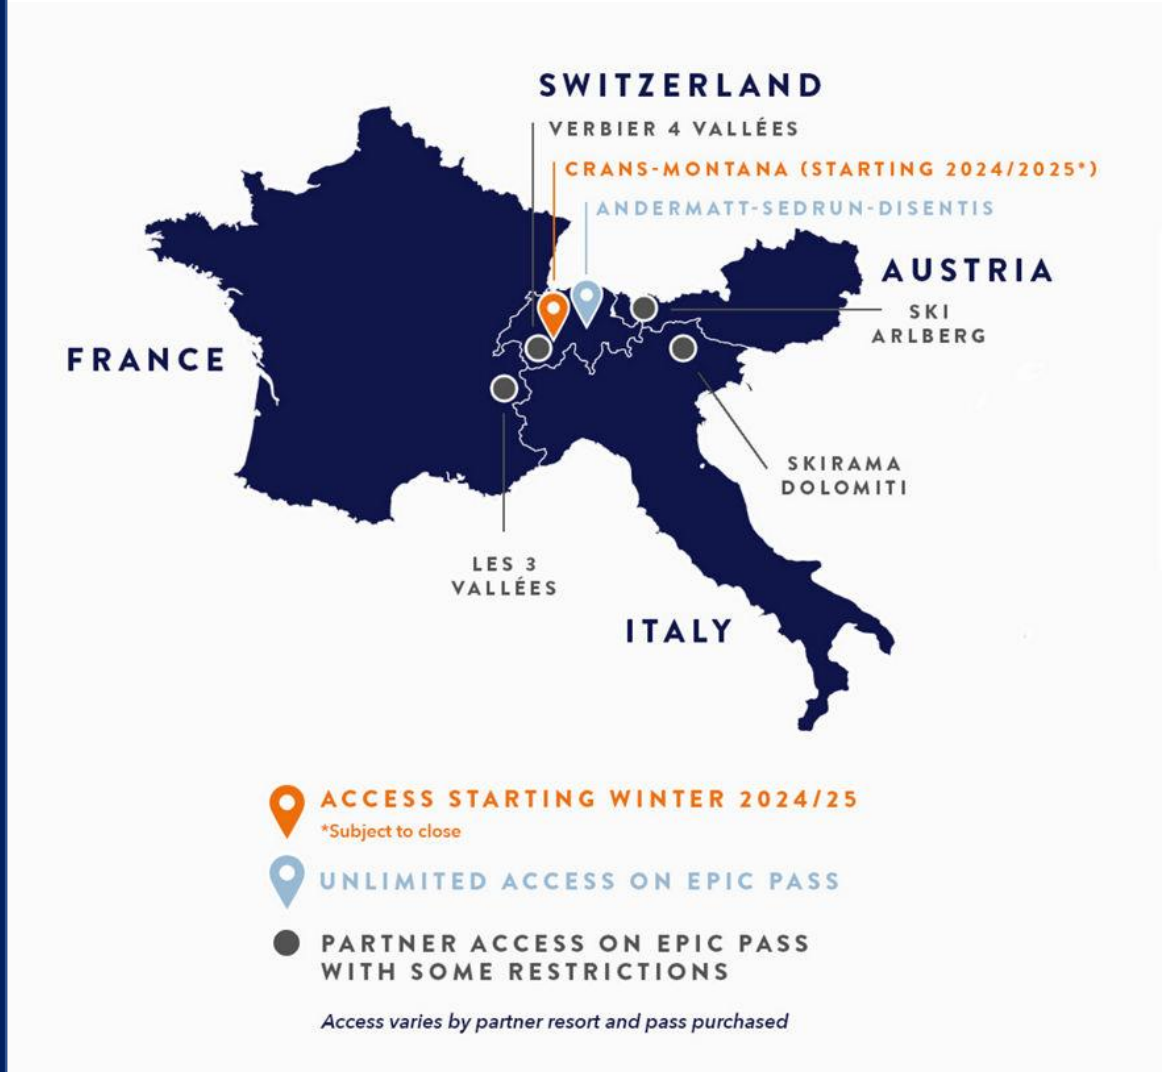 SWITZERLAND
VERBIER 4 VALLÉES
CRANS-MONTANA (STARTING 2024/2025*)
ANDERMATT-SEDRUN-DISENTIS
AUSTRIA
SKI
ARLBERG
FRANCE
SKIRAMA
DOLOMITI
LES 3
VALLÉES
ITALY
ACCESS STARTING WINTER 2024/25
*Subject to close
UNLIMITED ACCESS ON EPIC PASS
PARTNER ACCESS ON EPIC PASS
WITH SOME RESTRICTIONS
Access varies by partner resort and pass purchased